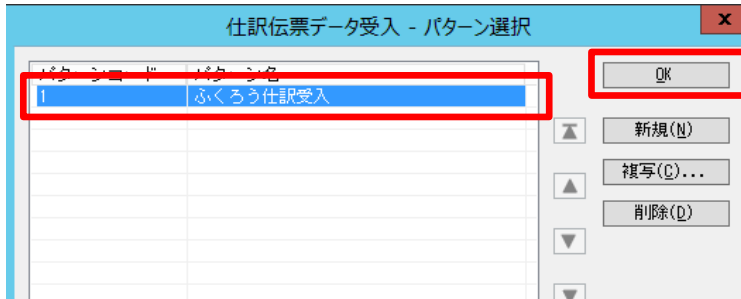 仕訳伝票データ受入 - パターン選択
パターンコード パターン名
1 ふくろう仕訳受入
OK
新規(N)
複写(C)...
削除(D)